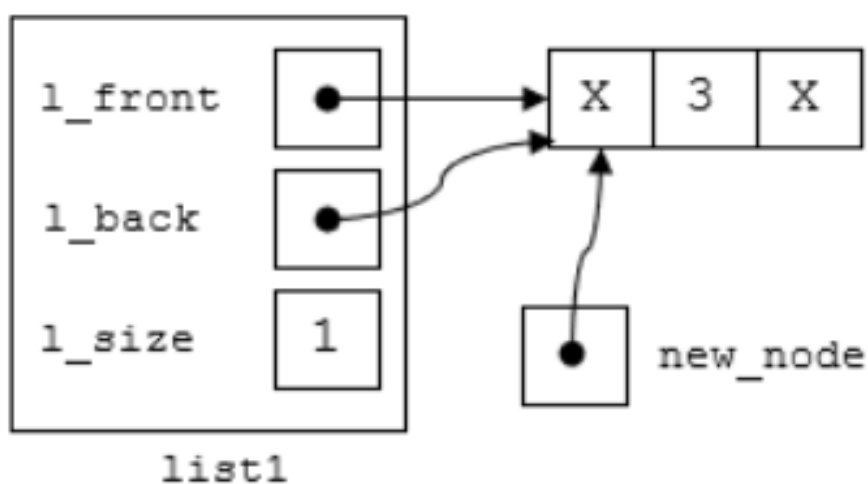 l_front X 3 X
l_back
l_size 1
new_node
list1